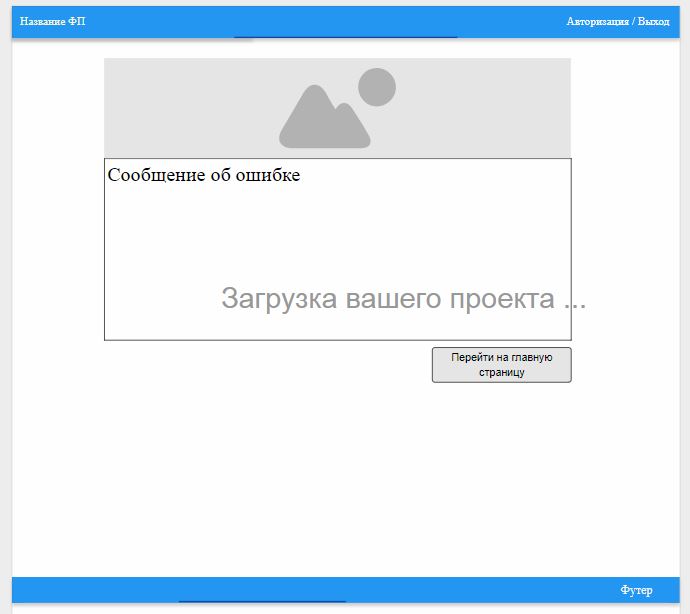 Название ФП
Авторизация / Выход
Сообщение об ошибке
Загрузка вашего проекта ...
Перейти на главную
страницу
Футер